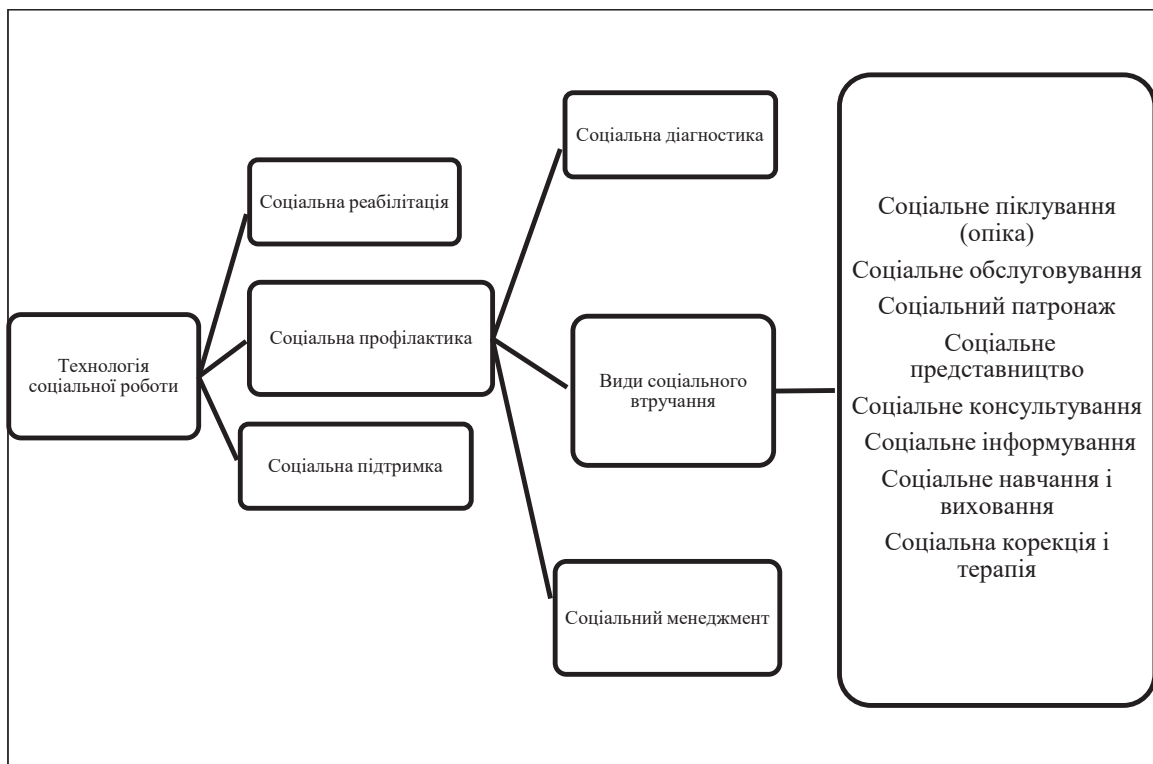 Технологія
соціальної роботи
Соціальна реабілітація
Соціальна профілактика
Соціальна підтримка
Соціальна діагностика
Види соціального
втручання
Соціальний менеджмент
Соціальне піклування
(опіка)
Соціальне обслуговування
Соціальний патронаж
Соціальне
представництво
Соціальне консультування
Соціальне інформування
Соціальне навчання і
виховання
Соціальна корекція і
терапія